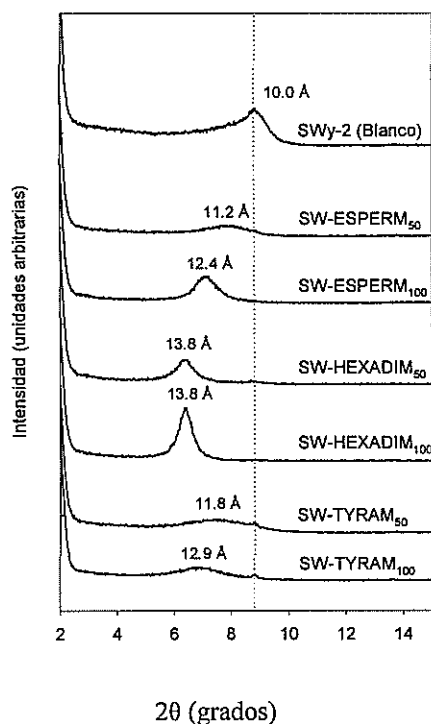 Intensidad (unidades arbitrarias)
10.0 Å
SWy-2 (Blanco)
11.2 Å
SW-ESPERM50
12.4 Å
SW-ESPERM100
13.8 Å
SW-HEXADIM50
13.8 Å
SW-HEXADIM100
11.8 Å
SW-TYRAM50
12.9 Å
SW-TYRAM100
2 4 6 8 10 12 14
2θ (grados)